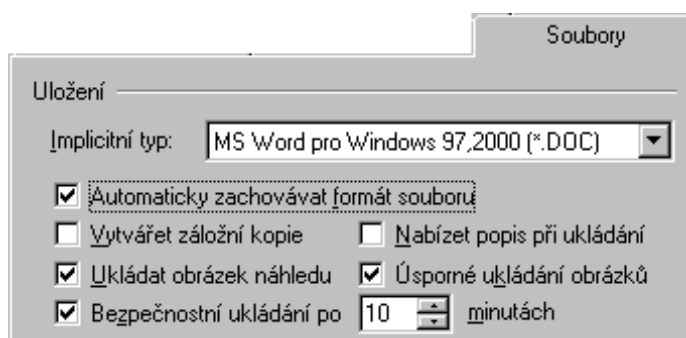 Soubory
Uložení
Implicitní typ: MS Word pro Windows 97,2000 (*.DOC)
Automaticky zachovávat formát souboru
Vytvářet záložní kopie Nabízet popis při ukládání
Ukládat obrázek náhledu Úsporné ukládání obrázků
Bezpečnostní ukládání po 10 minutách